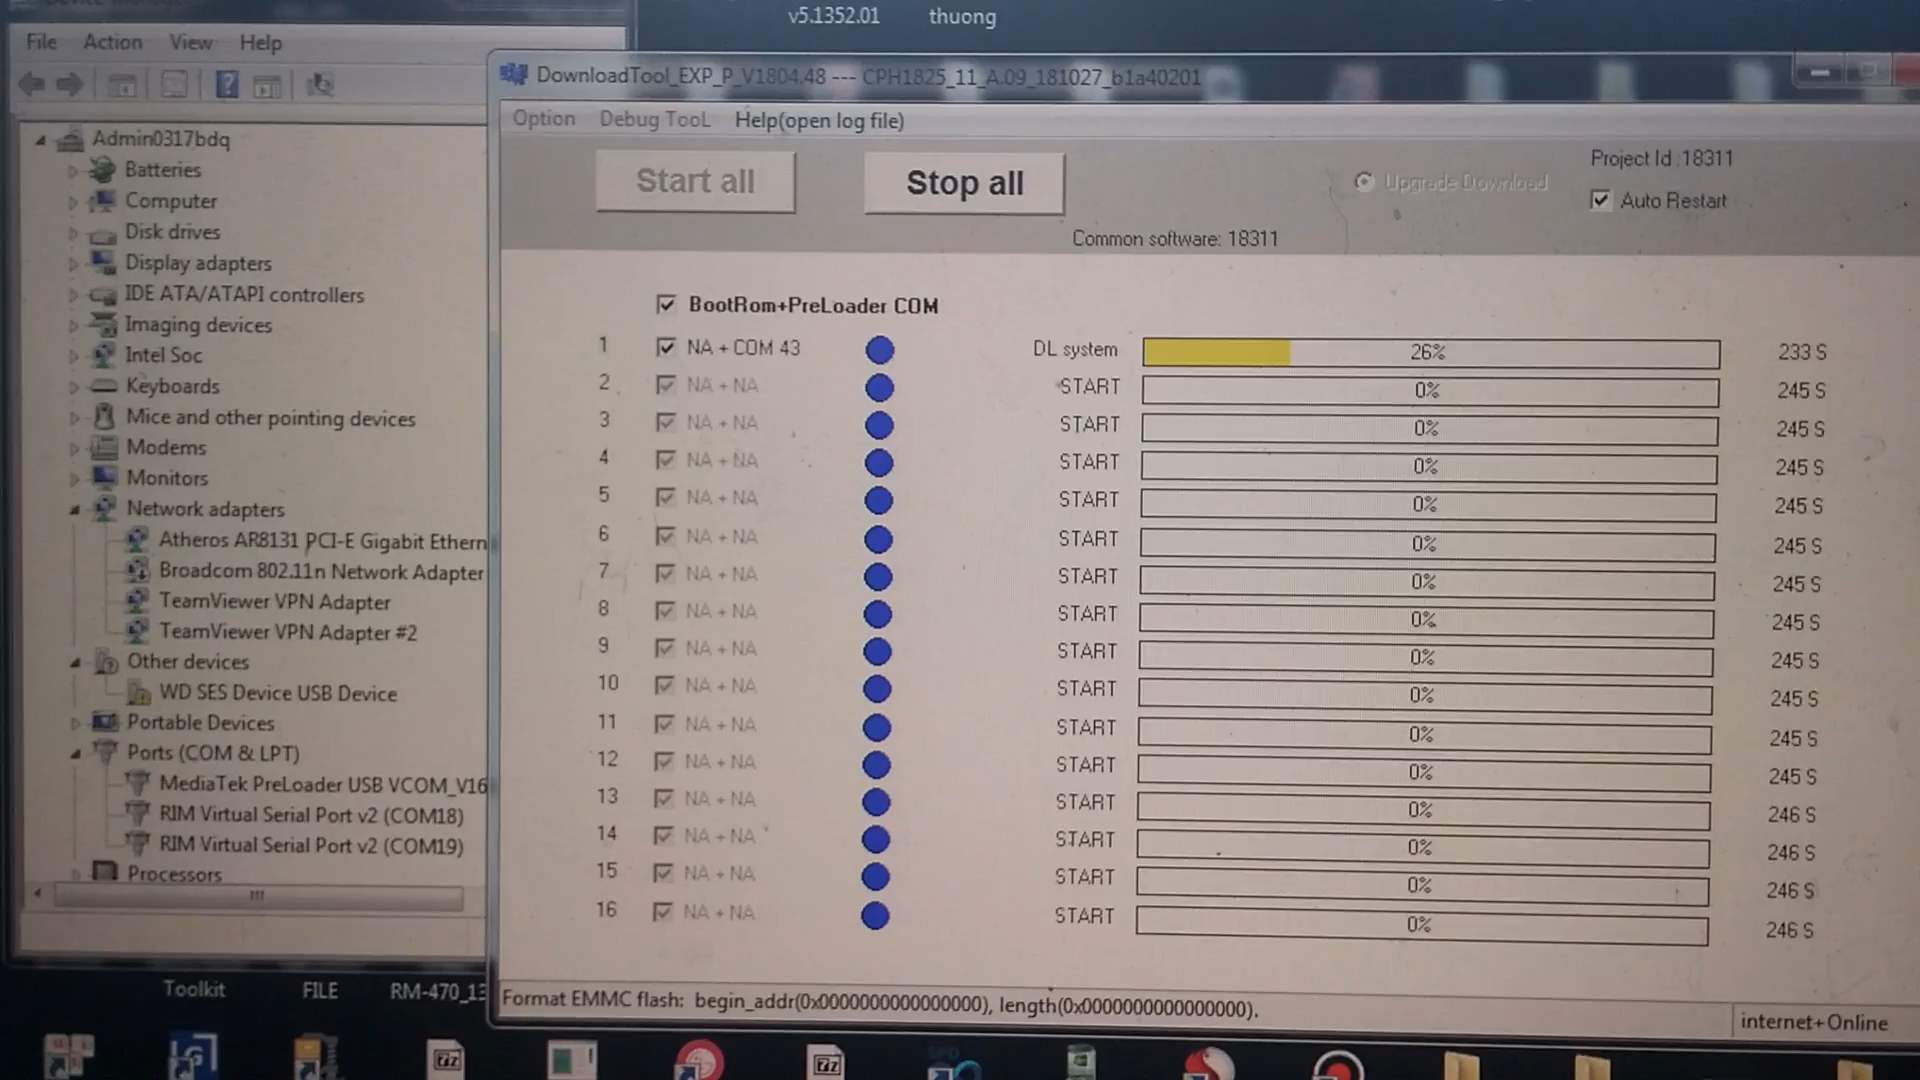 v5.1352.01 thuong
File Action View Help
Admin0317bdq
Batteries
Computer
Disk drives
Display adapters
IDE ATA/ATAPI controllers
Imaging devices
Intel Soc
Keyboards
Mice and other pointing devices
Modems
Monitors
Network adapters
Atheros AR8131 PCI-E Gigabit Ethern
Broadcom 802.11n Network Adapter
TeamViewer VPN Adapter
TeamViewer VPN Adapter #2
Other devices
WD SES Device USB Device
Portable Devices
Ports (COM & LPT)
MediaTek PreLoader USB VCOM_V16
RIM Virtual Serial Port v2 (COM18)
RIM Virtual Serial Port v2 (COM19)
Processors
DownloadTool_EXP_P_V1804.48 --- CPH1825_11_A.09_181027_b1a40201
Option Debug TooL Help(open log file)
Start all Stop all
Upgrade Download
Project Id :18311
Auto Restart
Common software: 18311
BootRom+PreLoader COM
1 NA + COM 43 DL system 26% 233 S
2 NA + NA START 0% 245 S
3 NA + NA START 0% 245 S
4 NA + NA START 0% 245 S
5 NA + NA START 0% 245 S
6 NA + NA START 0% 245 S
7 NA + NA START 0% 245 S
8 NA + NA START 0% 245 S
9 NA + NA START 0% 245 S
10 NA + NA START 0% 245 S
11 NA + NA START 0% 245 S
12 NA + NA START 0% 245 S
13 NA + NA START 0% 246 S
14 NA + NA START 0% 246 S
15 NA + NA START 0% 246 S
16 NA + NA START 0% 246 S
Format EMMC flash: begin_addr(0x0000000000000000), length(0x0000000000000000).
internet+Online
Toolkit FILE RM-470_13
LG 7z 7z SPD